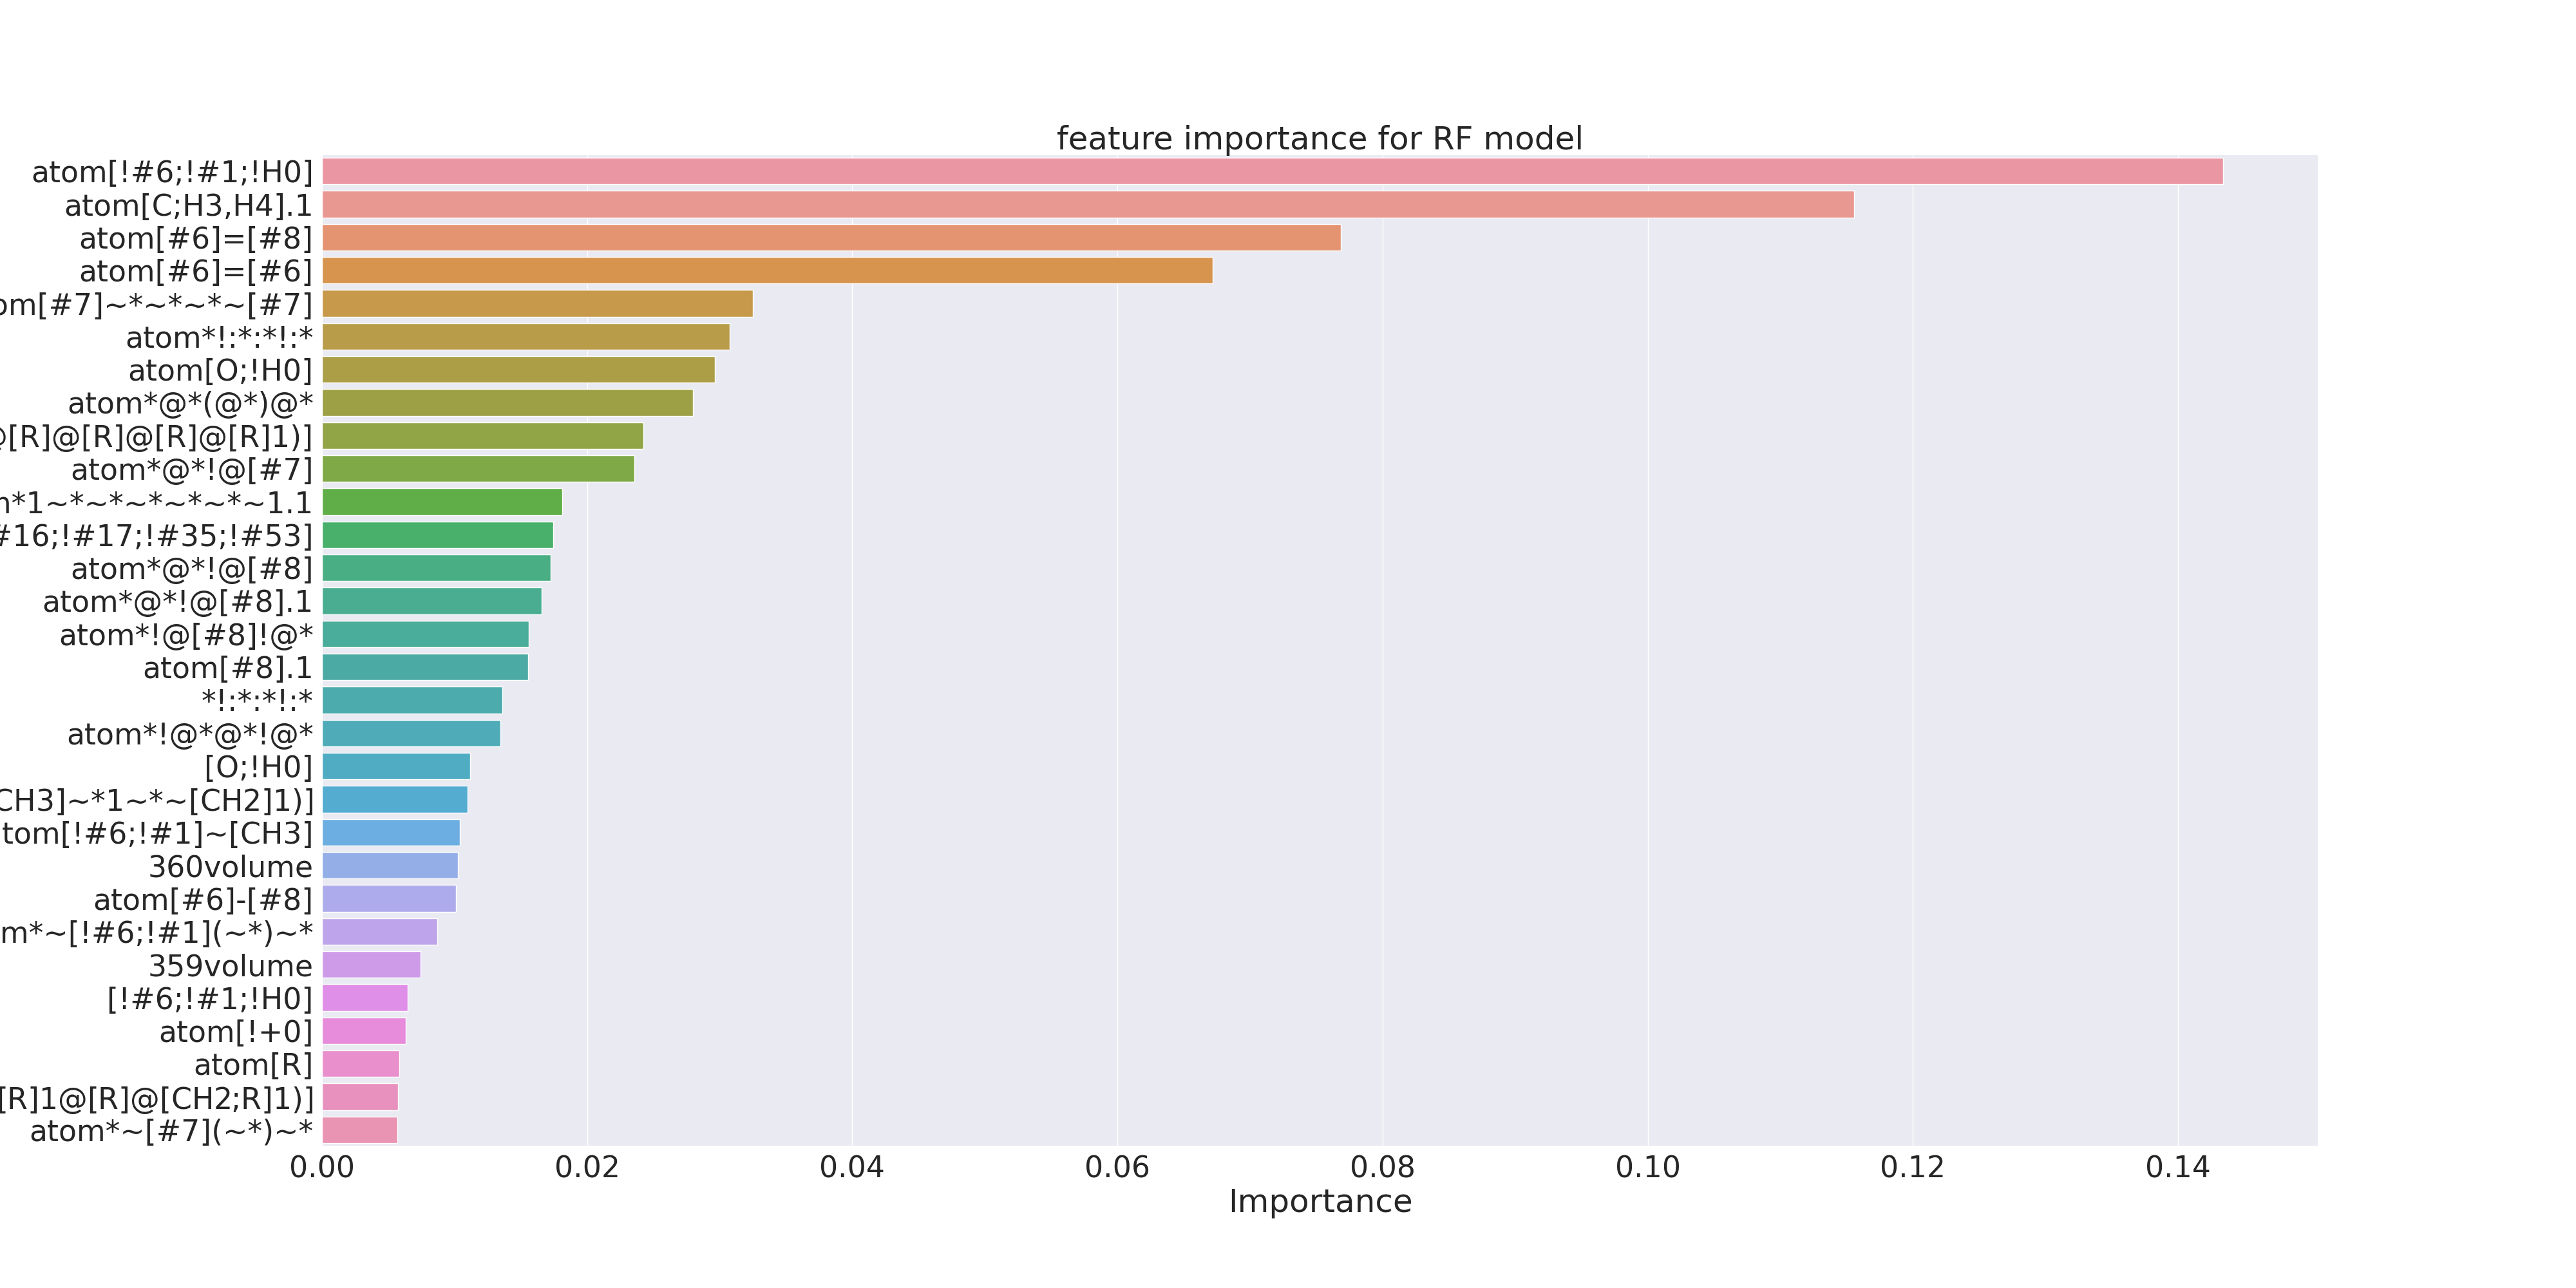 feature importance for RF model
atom[!#6;!#1;!H0]
atom[C;H3,H4].1
atom[#6]=[#8]
atom[#6]=[#6]
om[#7]~*~*~*~[#7]
atom*!:*:*!:*
atom[O;!H0]
atom*@*(@*)@*
@[R]@[R]@[R]@[R]1)]
atom*@*!@[#7]
m*1~*~*~*~*~*~1.1
#16;!#17;!#35;!#53]
atom*@*!@[#8]
atom*@*!@[#8].1
atom*!@[#8]!@*
atom[#8].1
*!:*:*!:*
atom*!@*@*!@*
[O;!H0]
CH3]~*1~*~[CH2]1)]
tom[!#6;!#1]~[CH3]
360volume
atom[#6]-[#8]
m*~[!#6;!#1](~*)~*
359volume
[!#6;!#1;!H0]
atom[!+0]
atom[R]
[R]1@[R]@[CH2;R]1)]
atom*~[#7](~*)~*
0.00 0.02 0.04 0.06 0.08 0.10 0.12 0.14
Importance